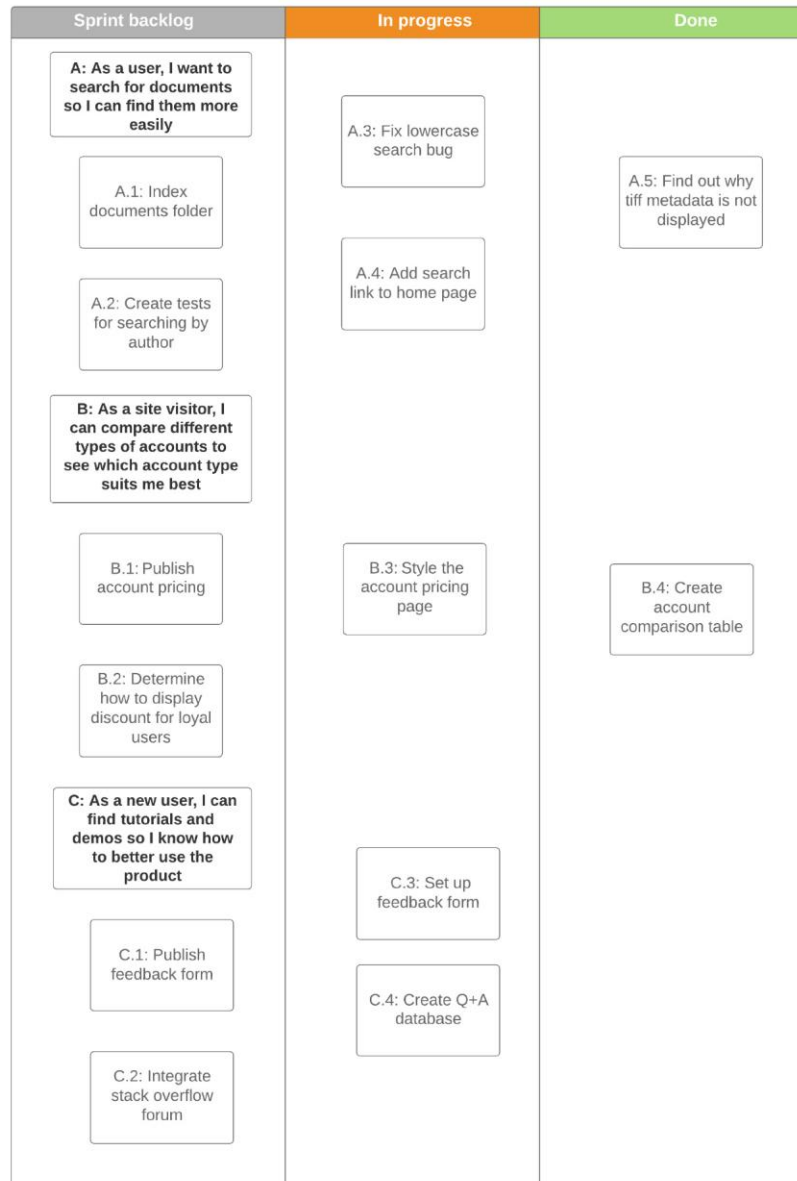 Sprint backlog
In progress
Done
A: As a user, I want to
search for documents
so I can find them more
easily
A.1: Index
documents folder
A.2: Create tests
for searching by
author
B: As a site visitor, I
can compare different
types of accounts to
see which account type
suits me best
B.1: Publish
account pricing
B.2: Determine
how to display
discount for loyal
users
C: As a new user, I can
find tutorials and
demos so I know how
to better use the
product
C.1: Publish
feedback form
C.2: Integrate
stack overflow
forum
A.3: Fix lowercase
search bug
A.4: Add search
link to home page
B.3: Style the
account pricing
page
C.3: Set up
feedback form
C.4: Create Q+A
database
A.5: Find out why
tiff metadata is not
displayed
B.4: Create
account
comparison table